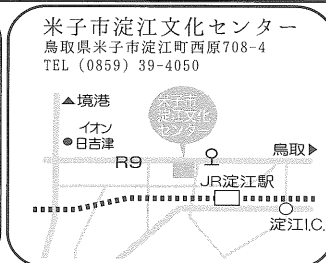 米子市淀江文化センター
鳥取県米子市淀江町西原708-4
TEL (0859) 39-4050
▲境港
イオン
●日吉津
米子市
淀江文化
センター
鳥取▶
R9
JR淀江駅
淀江I.C.